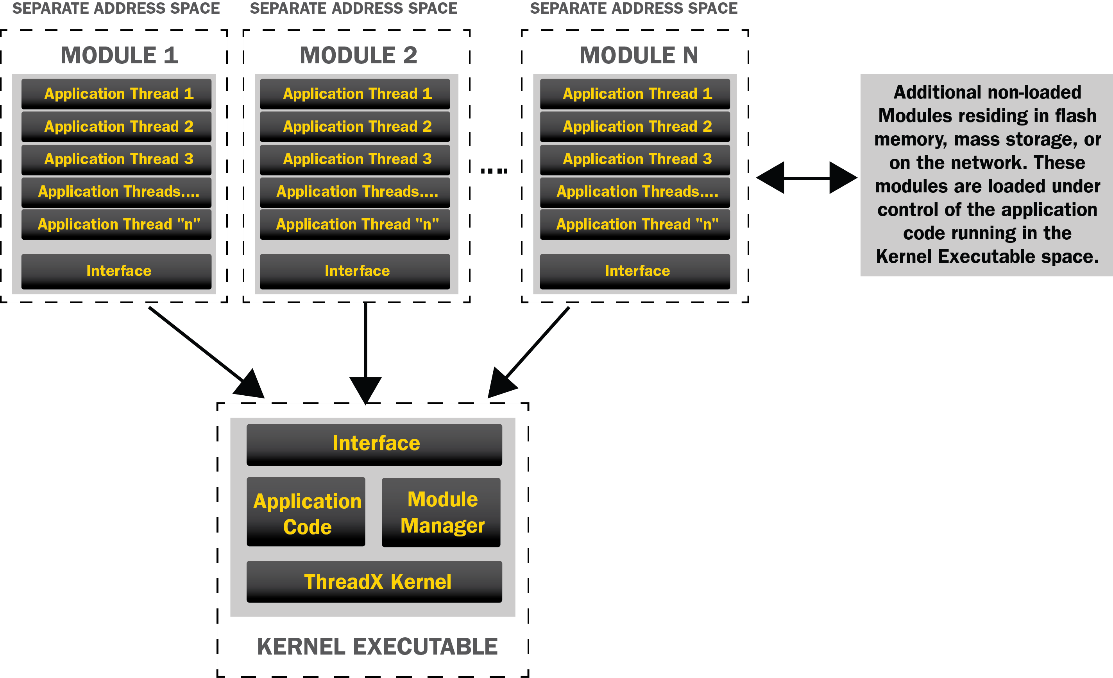 SEPARATE ADDRESS SPACE
MODULE 1
Application Thread 1
Application Thread 2
Application Thread 3
Application Threads....
Application Thread "n"
Interface
SEPARATE ADDRESS SPACE
MODULE 2
Application Thread 1
Application Thread 2
Application Thread 3
Application Threads....
Application Thread "n"
Interface
....
SEPARATE ADDRESS SPACE
MODULE N
Application Thread 1
Application Thread 2
Application Thread 3
Application Threads....
Application Thread "n"
Interface
Additional non-loaded
Modules residing in flash
memory, mass storage, or
on the network. These
modules are loaded under
control of the application
code running in the
Kernel Executable space.
Interface
Application
Code
Module
Manager
ThreadX Kernel
KERNEL EXECUTABLE